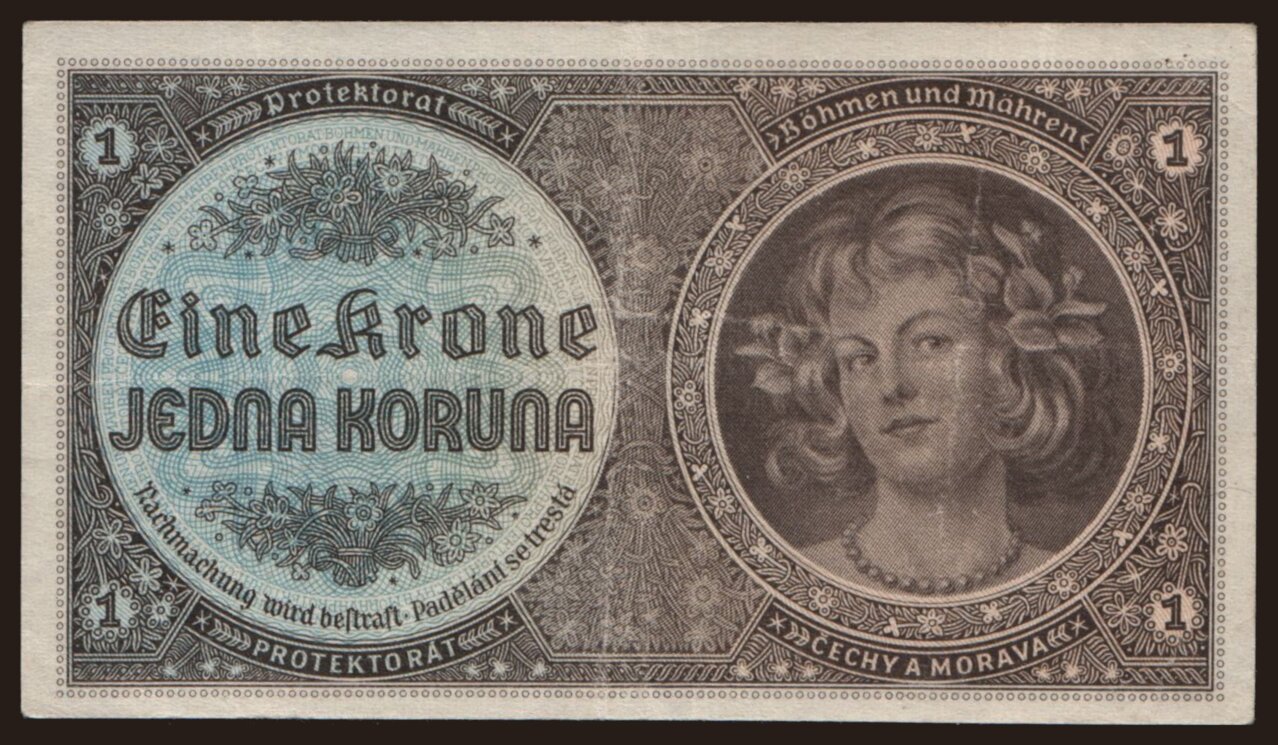 Protektorat
Böhmen und Mähren
1
1
Eine Krone
JEDNA KORUNA
Nachmachung wird bestraft · Padělání se trestá
1
1
PROTEKTORÁT
ČECHY A MORAVA